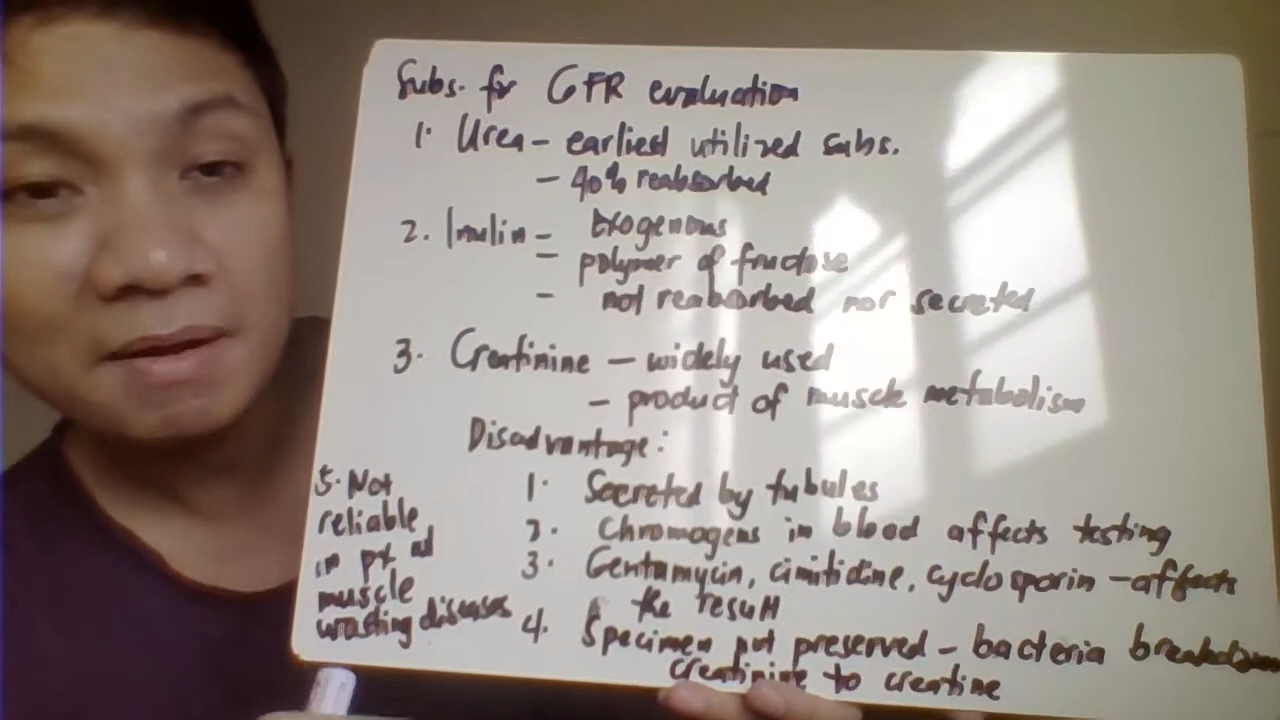 Subs. for GFR evaluation
1. Urea - earliest utilized subs.
- 40% reabsorbed
2. Inulin - Exogenous
- polymer of fructose
- not reabsorbed nor secreted
3. Creatinine - widely used
- product of muscle metabolism
Disadvantage:
1. Secreted by tubules
2. Chromogens in blood affects testing
3. Gentamycin, cimitidine, cyclosporin - affects
the result
4. Specimen not preserved - bacteria breakdown
creatinine to creatine
5. Not
reliable
in pt. w/
muscle
wasting diseases